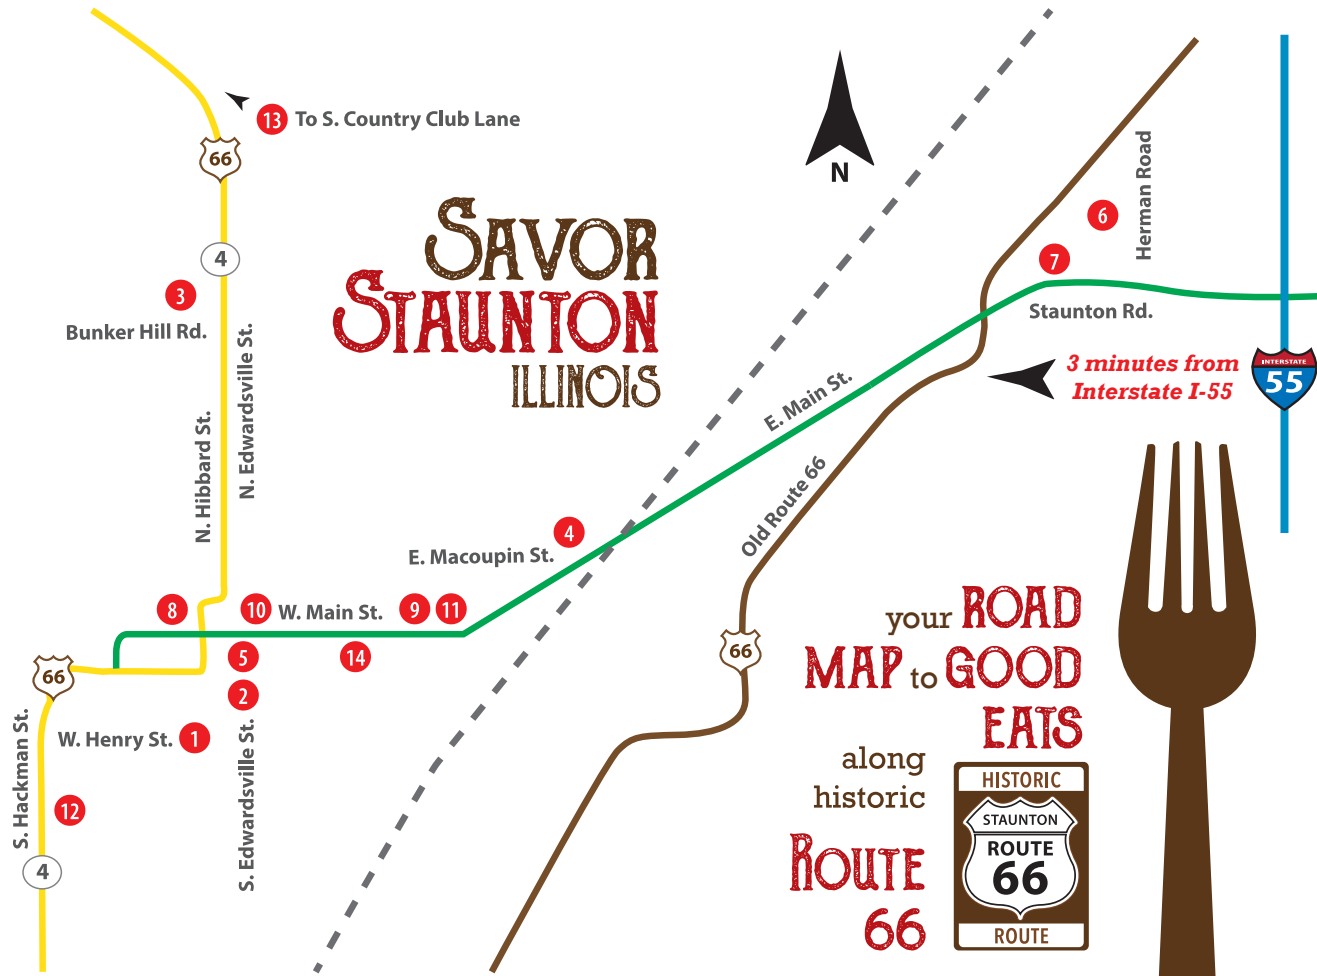 13 To S. Country Club Lane
66
4
N
Herman Road
6
7
Staunton Rd.
SAVOR
STAUNTON
ILLINOIS
3
Bunker Hill Rd.
N. Edwardsville St.
N. Hibbard St.
3 minutes from
Interstate I-55
INTERSTATE
55
E. Main St.
Old Route 66
4
E. Macoupin St.
8
10 W. Main St. 9 11
5
14
2
66
66
W. Henry St. 1
S. Hackman St.
12
S. Edwardsville St.
4
your ROAD
MAP to GOOD
EATS
along
historic
ROUTE
66
HISTORIC
STAUNTON
ROUTE
66
ROUTE